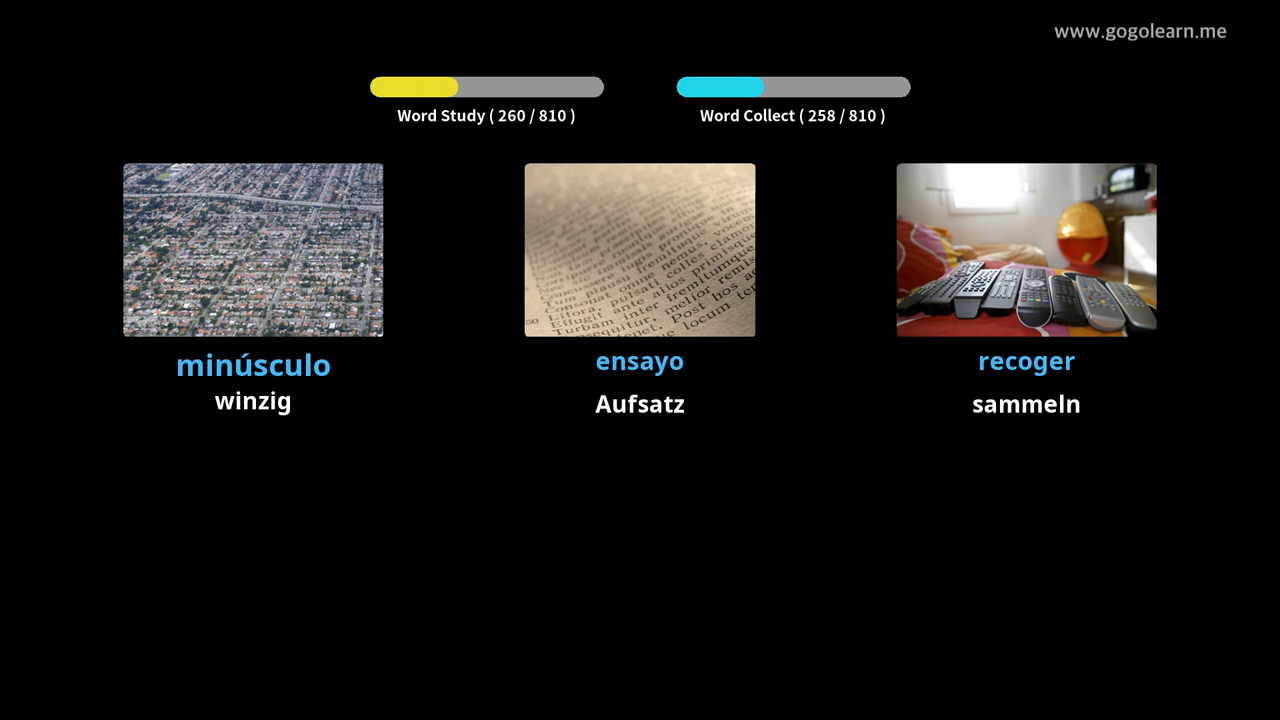 www.gogolearn.me
Word Study ( 260 / 810 )
Word Collect ( 258 / 810 )
minúsculo
winzig
ensayo
Aufsatz
recoger
sammeln